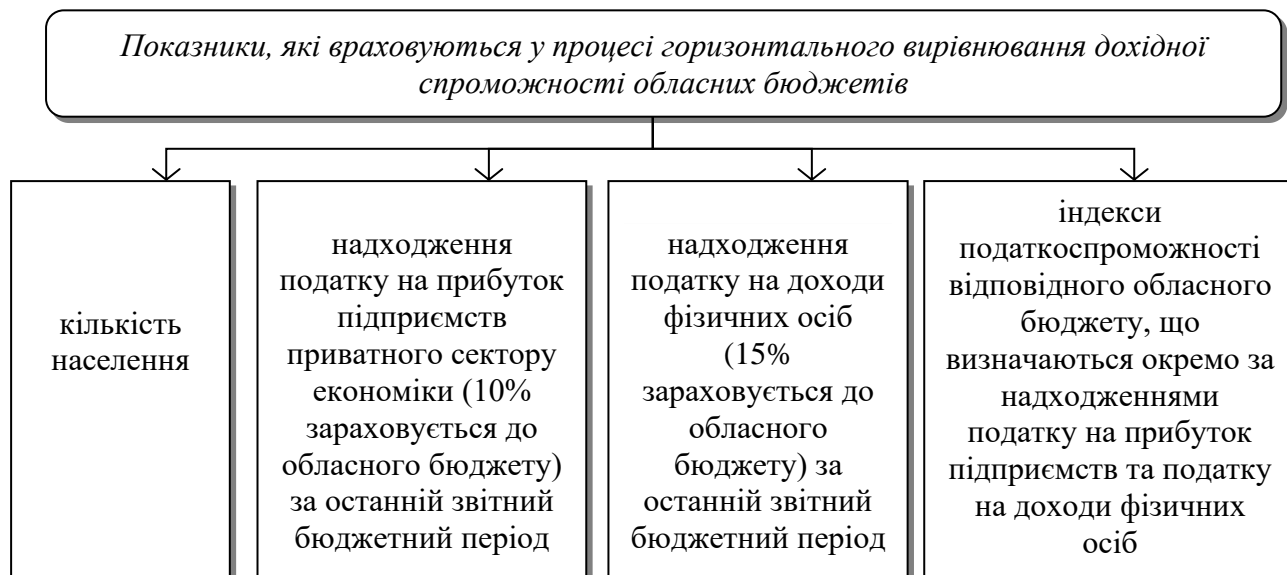 Показники, які враховуються у процесі горизонтального вирівнювання дохідної
спроможності обласних бюджетів
кількість
населення
надходження
податку на прибуток
підприємств
приватного сектору
економіки (10%
зараховується до
обласного бюджету)
за останній звітний
бюджетний період
надходження
податку на доходи
фізичних осіб
(15%
зараховується до
обласного
бюджету) за
останній звітний
бюджетний період
індекси
податкоспроможності
відповідного обласного
бюджету, що
визначаються окремо за
надходженнями
податку на прибуток
підприємств та податку
на доходи фізичних
осіб